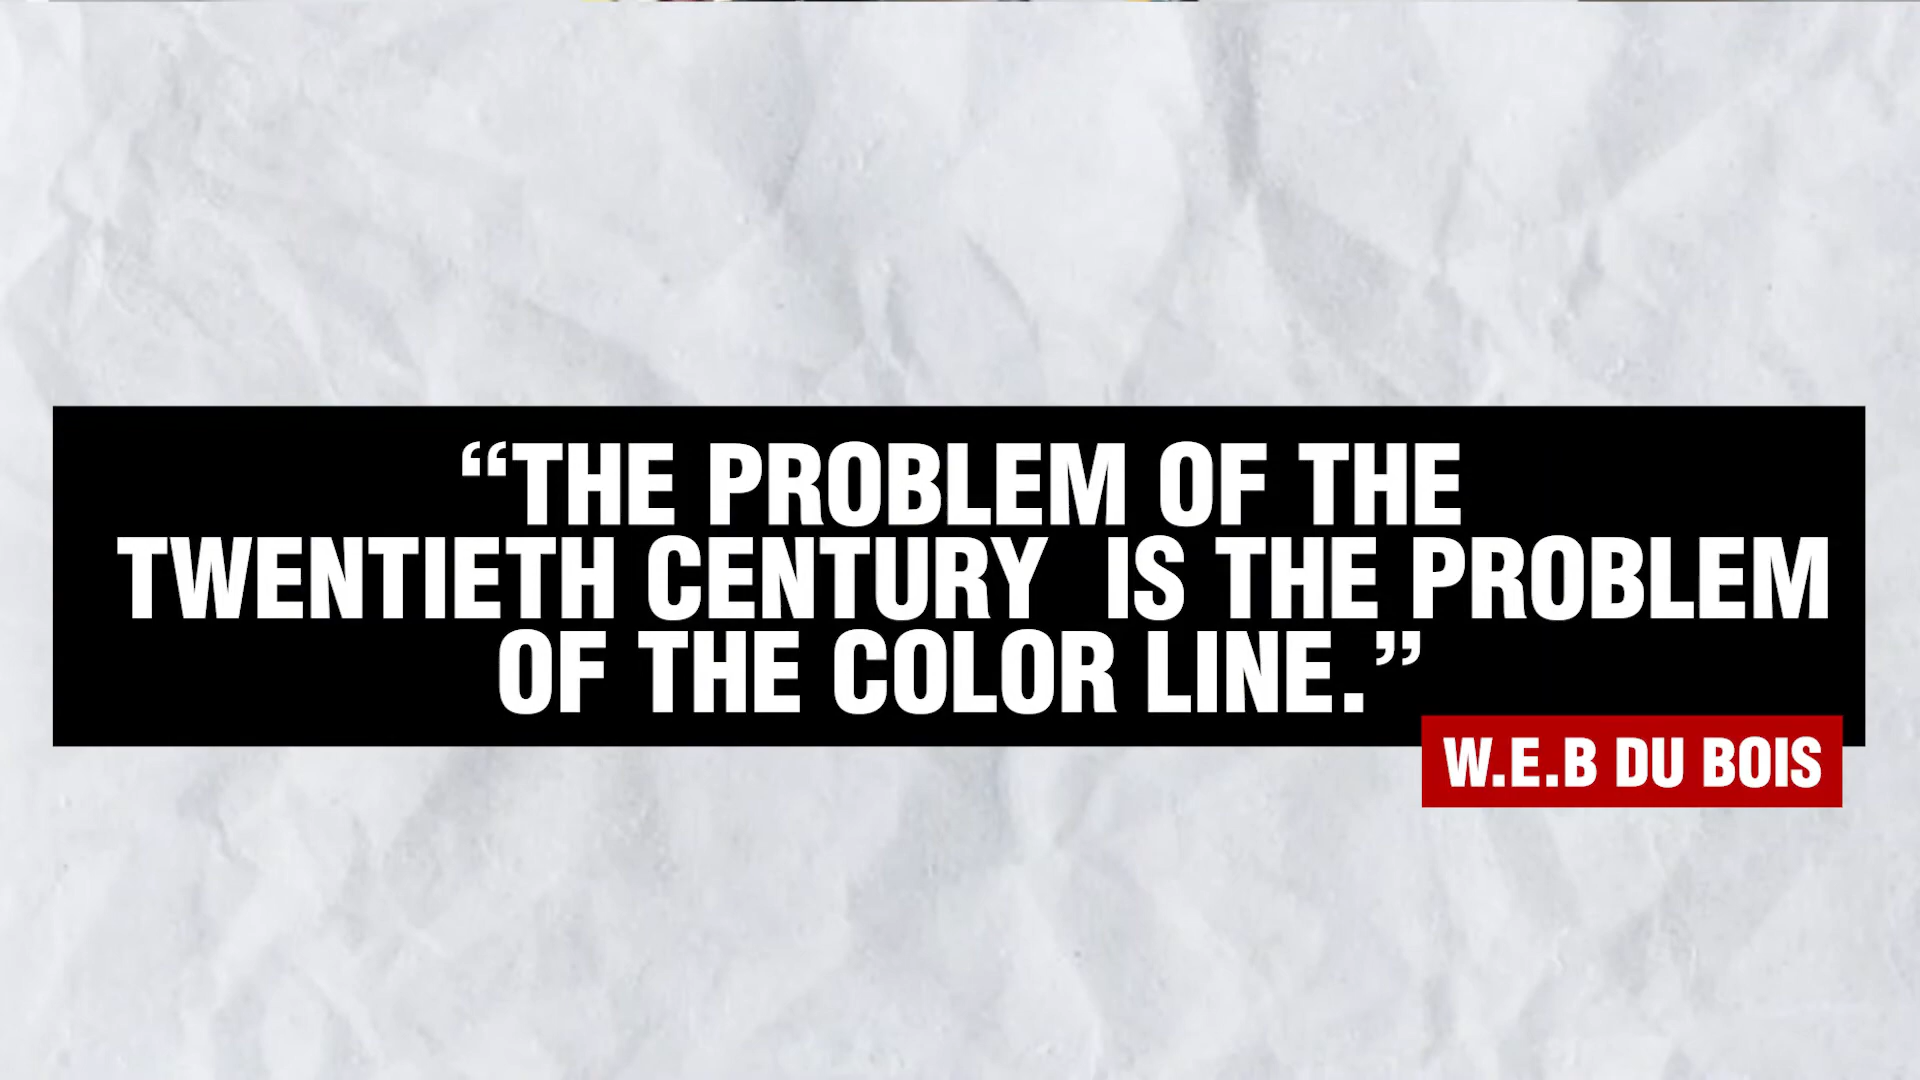 “THE PROBLEM OF THE
TWENTIETH CENTURY  IS THE PROBLEM
OF THE COLOR LINE.”
W.E.B DU BOIS